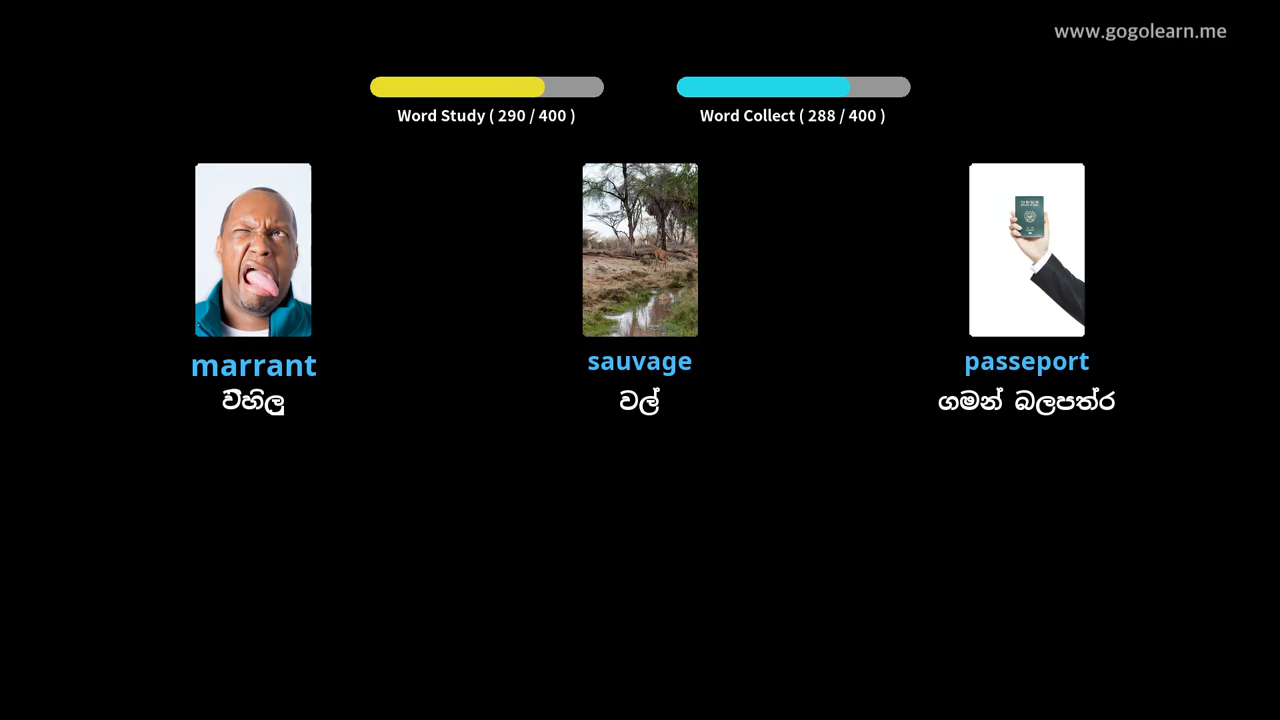 www.gogolearn.me
Word Study ( 290 / 400 )
Word Collect ( 288 / 400 )
marrant
sauvage
passeport
විහිලු
වල්
ගමන් බලපත්ර